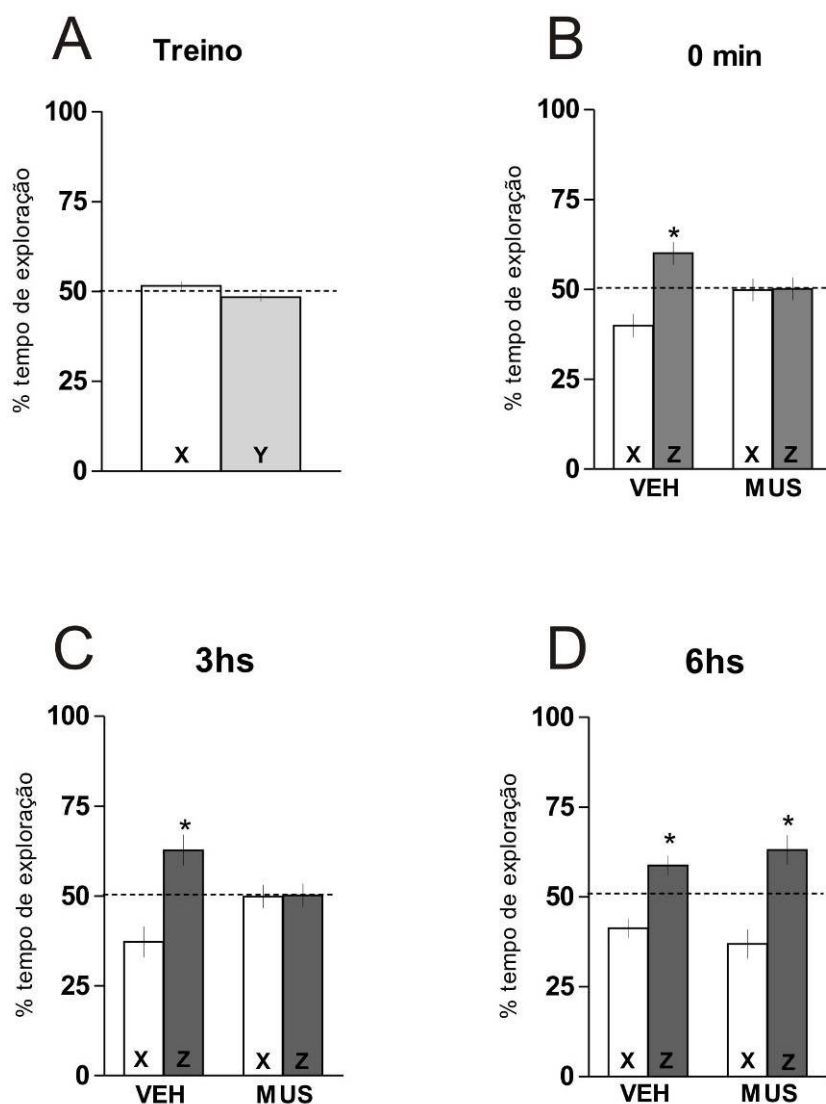 A Treino
% tempo de exploração
100
75
50
25
0
X Y
B 0 min
% tempo de exploração
100
75
50
25
0
*
X Z X Z
VEH MUS
C 3hs
% tempo de exploração
100
75
50
25
0
*
X Z X Z
VEH MUS
D 6hs
% tempo de exploração
100
75
50
25
0
* *
X Z X Z
VEH MUS